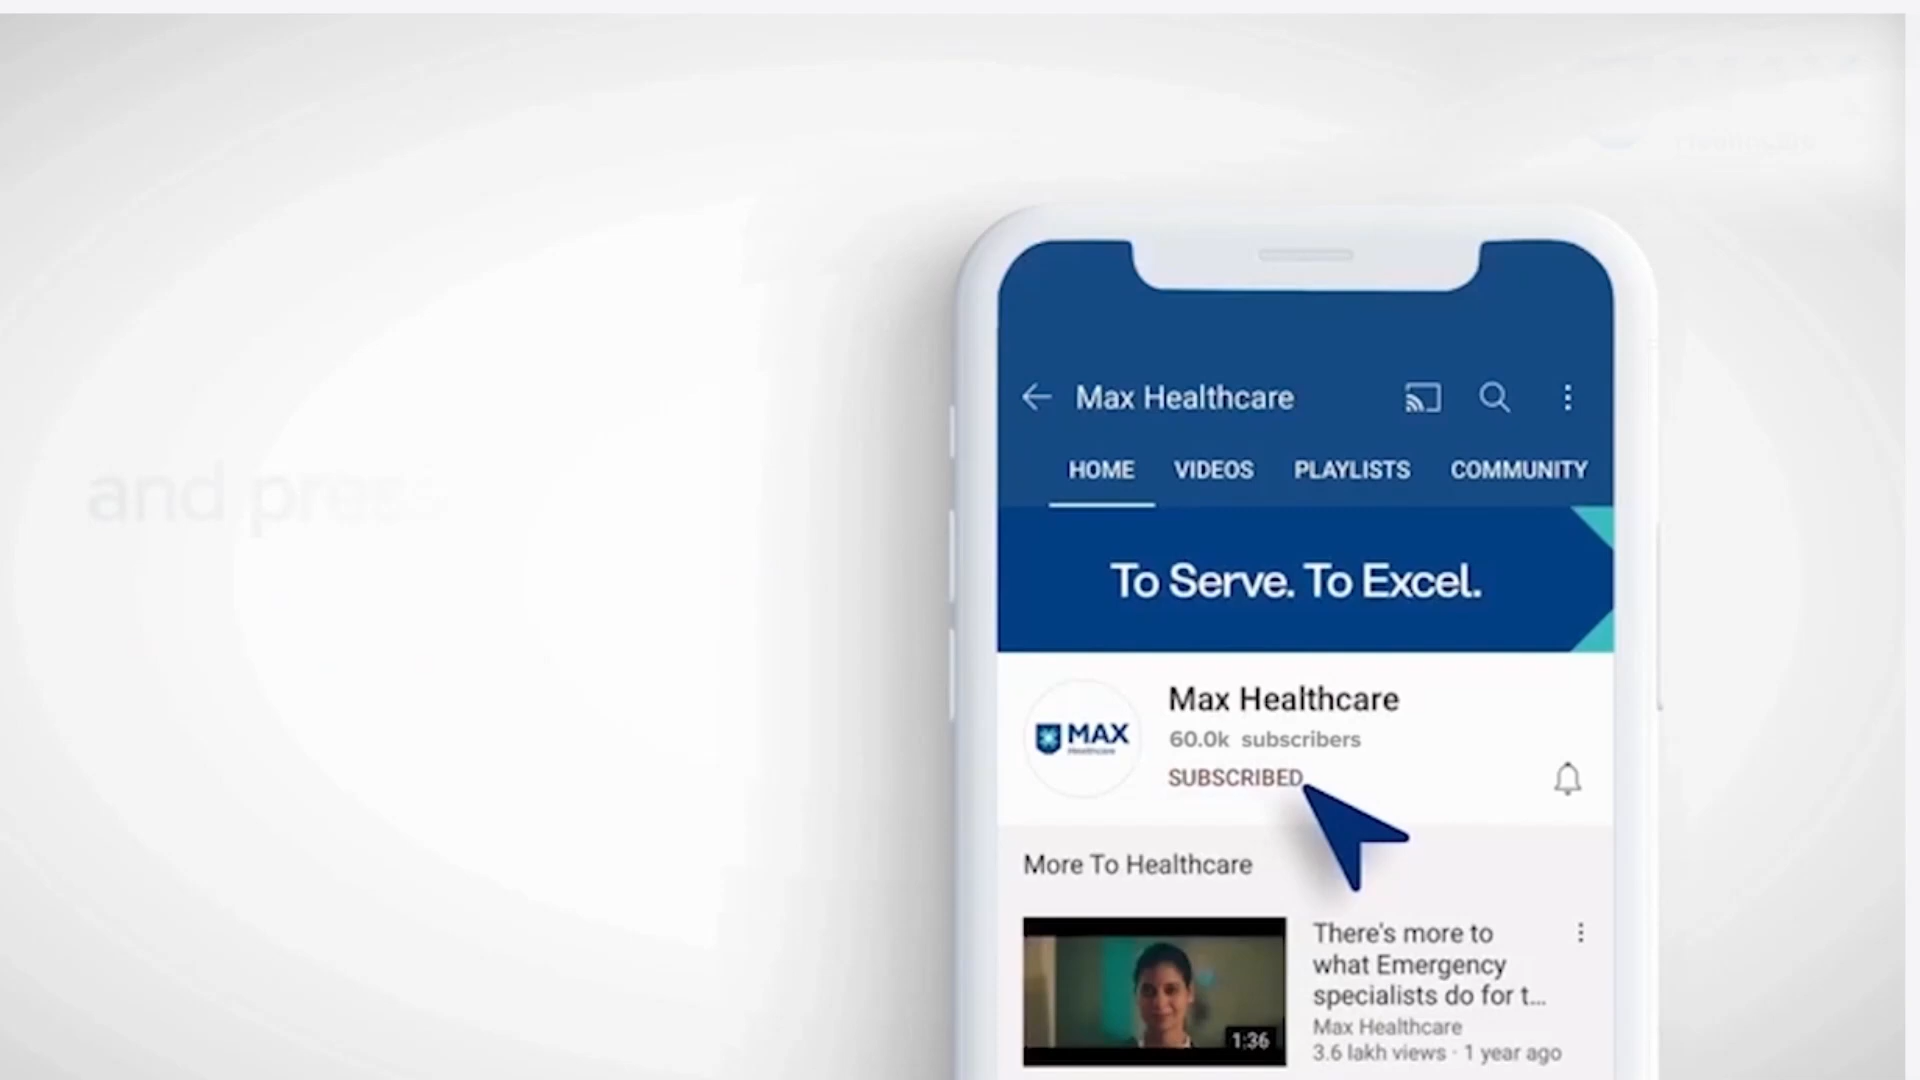 and press
Max Healthcare
HOME VIDEOS PLAYLISTS COMMUNITY
To Serve. To Excel.
MAX
Healthcare
Max Healthcare
60.0k subscribers
SUBSCRIBED
More To Healthcare
There's more to
what Emergency
specialists do for t...
Max Healthcare
3.6 lakh views · 1 year ago
1:36